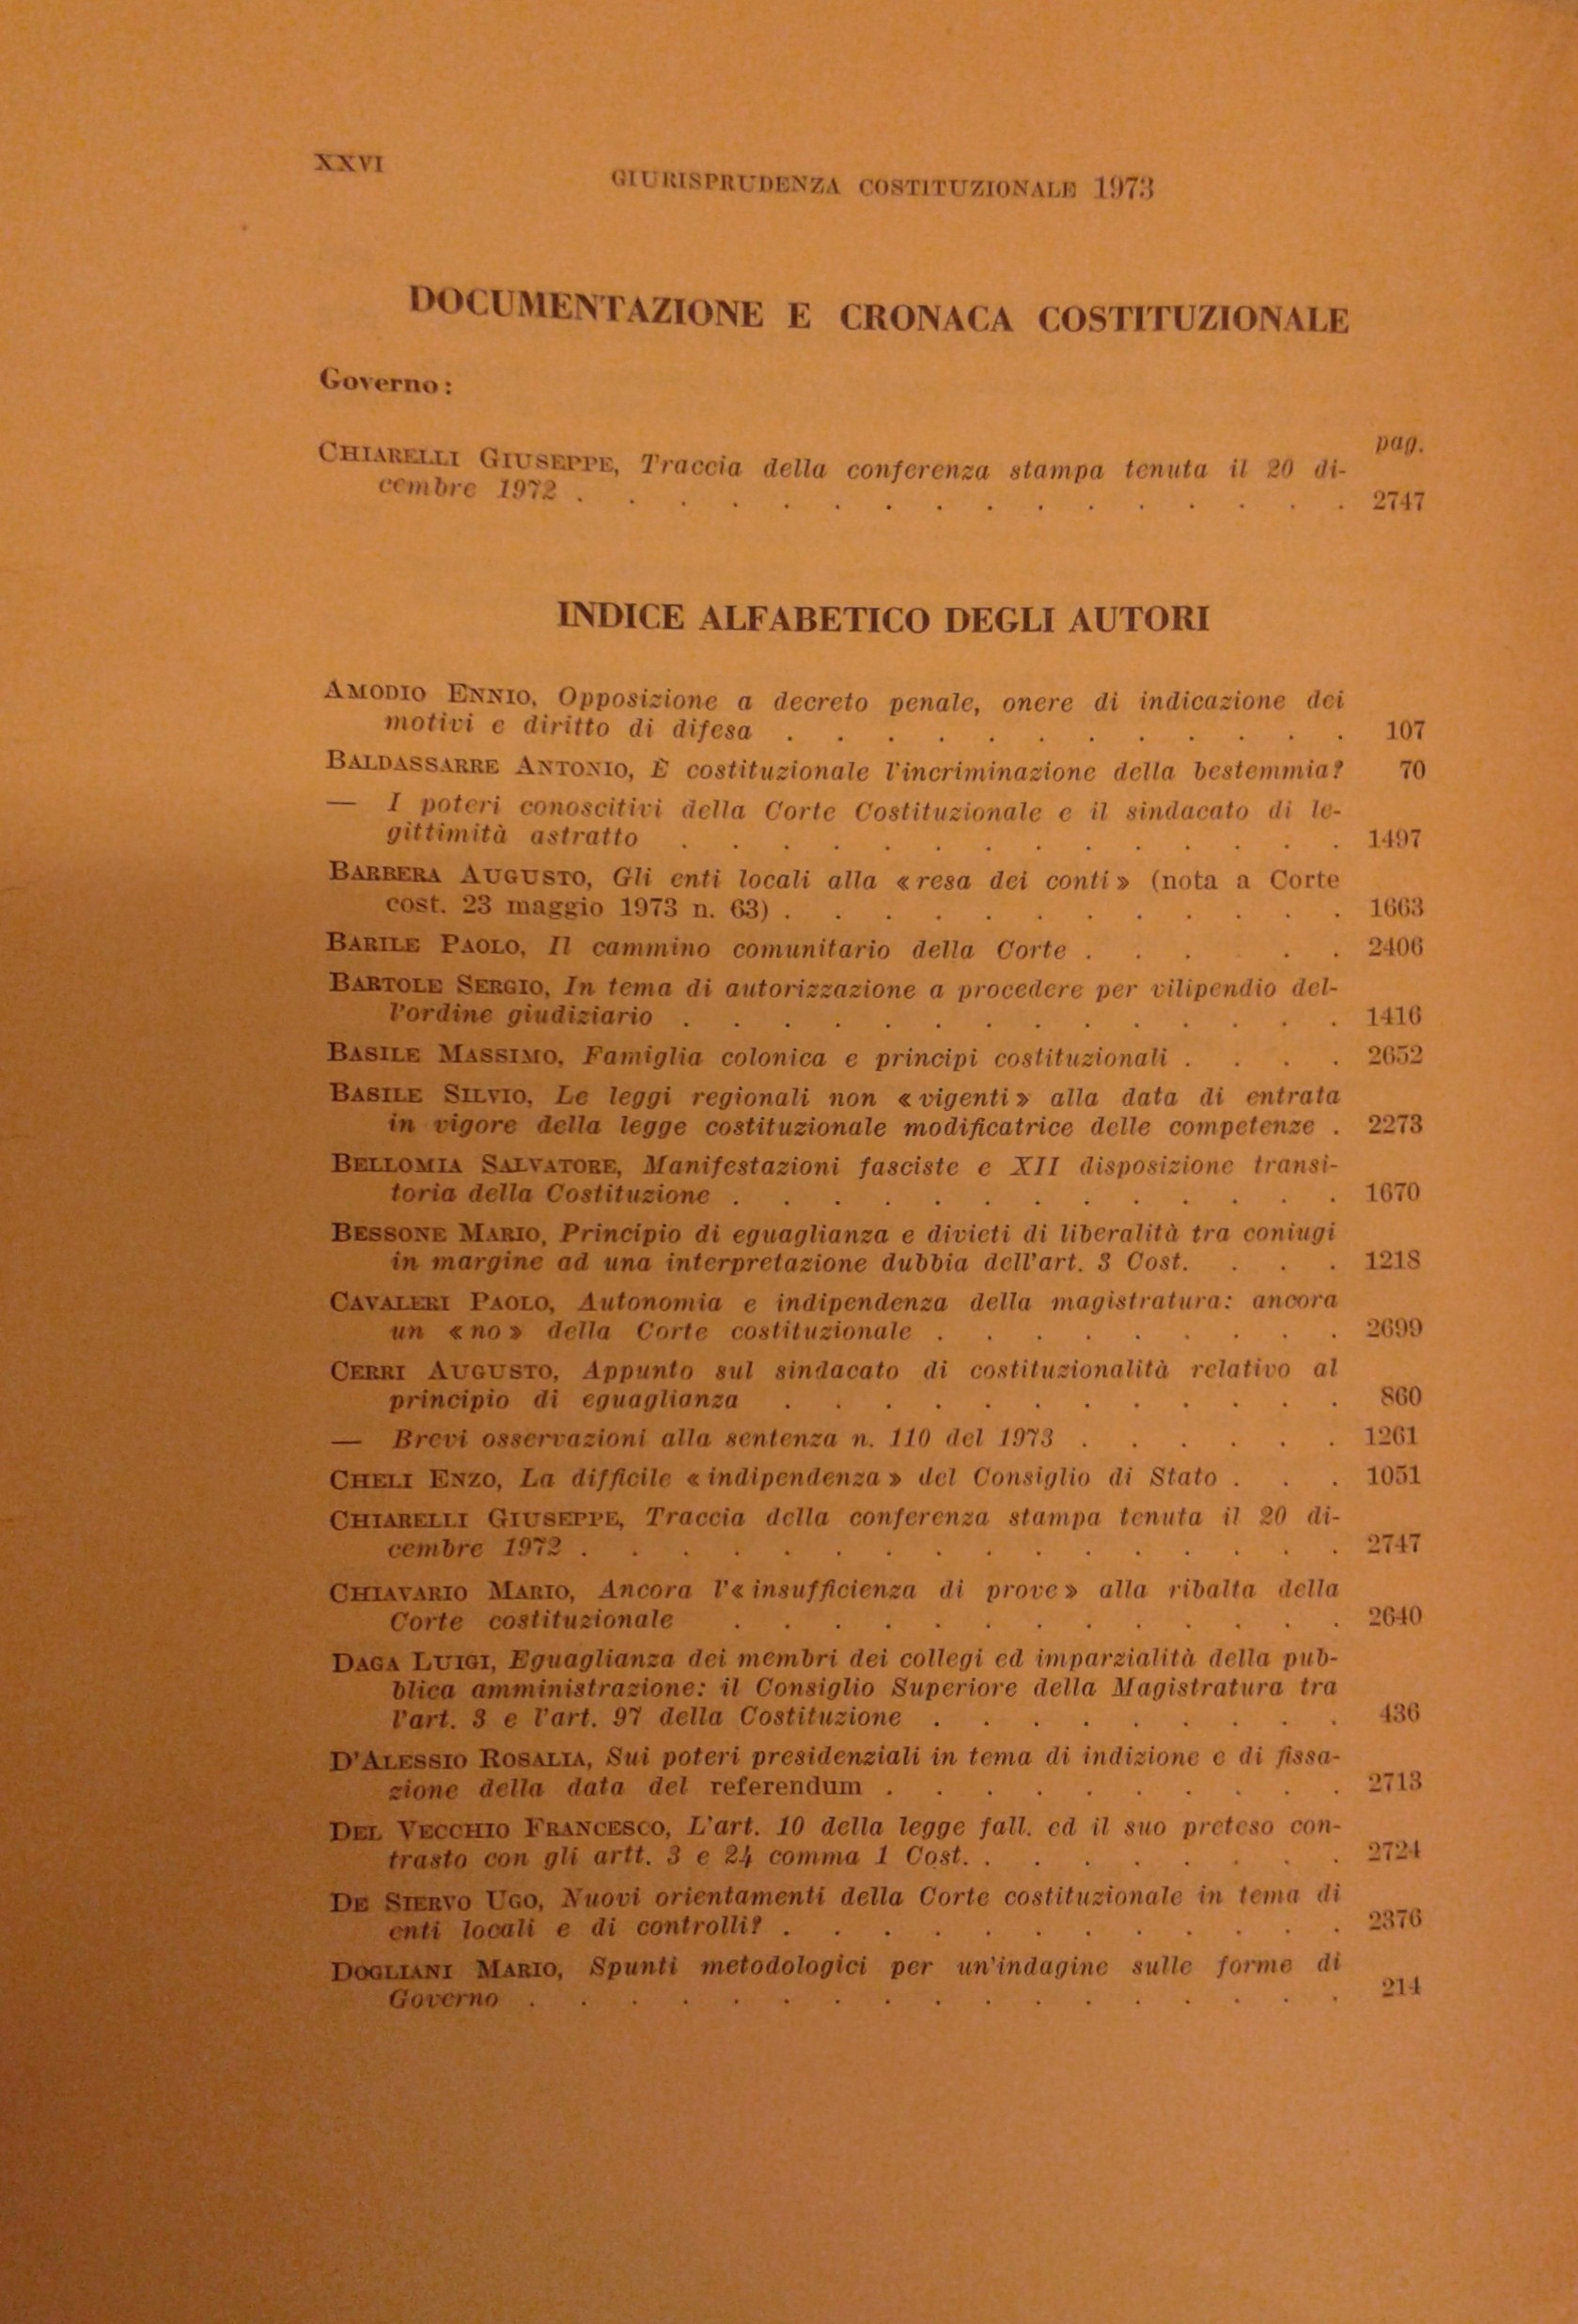 XXVI
GIURISPRUDENZA COSTITUZIONALE 1973
DOCUMENTAZIONE E CRONACA COSTITUZIONALE
Governo:
pag.
CHIARELLI GIUSEPPE, Traccia della conferenza stampa tenuta il 20 di-
cembre 1972 . . . . . . . . . . . . . . . . 2747
INDICE ALFABETICO DEGLI AUTORI
AMODIO ENNIO, Opposizione a decreto penale, onere di indicazione dei
motivi e diritto di difesa . . . . . . . . . . . . 107
BALDASSARRE ANTONIO, È costituzionale l'incriminazione della bestemmia? 70
— I poteri conoscitivi della Corte Costituzionale e il sindacato di le-
gittimità astratto . . . . . . . . . . . . . . 1497
BARBERA AUGUSTO, Gli enti locali alla «resa dei conti» (nota a Corte
cost. 23 maggio 1973 n. 63) . . . . . . . . . . . . 1663
BARILE PAOLO, Il cammino comunitario della Corte . . . . . 2406
BARTOLE SERGIO, In tema di autorizzazione a procedere per vilipendio del-
l'ordine giudiziario . . . . . . . . . . . . . . 1416
BASILE MASSIMO, Famiglia colonica e principi costituzionali . . . . 2652
BASILE SILVIO, Le leggi regionali non «vigenti» alla data di entrata
in vigore della legge costituzionale modificatrice delle competenze . 2273
BELLOMIA SALVATORE, Manifestazioni fasciste e XII disposizione transi-
toria della Costituzione . . . . . . . . . . . . . 1670
BESSONE MARIO, Principio di eguaglianza e divieti di liberalità tra coniugi
in margine ad una interpretazione dubbia dell'art. 3 Cost. . . . 1218
CAVALERI PAOLO, Autonomia e indipendenza della magistratura: ancora
un «no» della Corte costituzionale . . . . . . . . . 2699
CERRI AUGUSTO, Appunto sul sindacato di costituzionalità relativo al
principio di eguaglianza . . . . . . . . . . . . 860
— Brevi osservazioni alla sentenza n. 110 del 1973 . . . . . . 1261
CHELI ENZO, La difficile «indipendenza» del Consiglio di Stato . . . 1051
CHIARELLI GIUSEPPE, Traccia della conferenza stampa tenuta il 20 di-
cembre 1972 . . . . . . . . . . . . . . . . 2747
CHIAVARIO MARIO, Ancora l'«insufficienza di prove» alla ribalta della
Corte costituzionale . . . . . . . . . . . . . 2640
DAGA LUIGI, Eguaglianza dei membri dei collegi ed imparzialità della pub-
blica amministrazione: il Consiglio Superiore della Magistratura tra
l'art. 3 e l'art. 97 della Costituzione . . . . . . . . . 436
D'ALESSIO ROSALIA, Sui poteri presidenziali in tema di indizione e di fissa-
zione della data del referendum . . . . . . . . . . 2713
DEL VECCHIO FRANCESCO, L'art. 10 della legge fall. ed il suo preteso con-
trasto con gli artt. 3 e 24 comma 1 Cost. . . . . . . . . 2724
DE SIERVO UGO, Nuovi orientamenti della Corte costituzionale in tema di
enti locali e di controlli? . . . . . . . . . . . . 2376
DOGLIANI MARIO, Spunti metodologici per un'indagine sulle forme di
Governo . . . . . . . . . . . . . . . . . 214